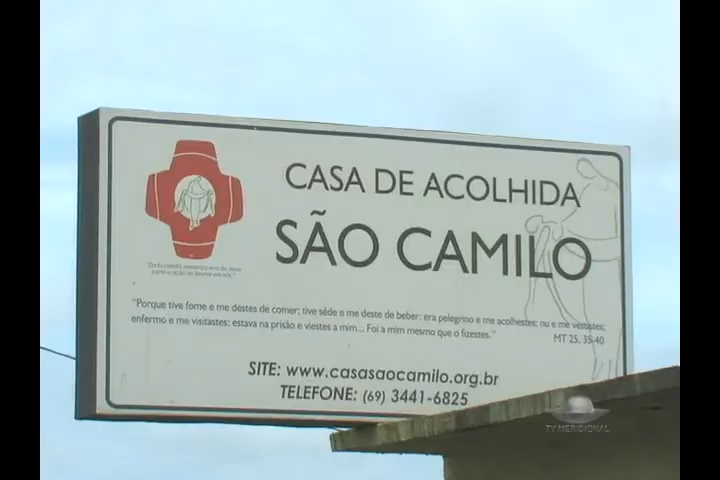 CASA DE ACOLHIDA
SÃO CAMILO
"Porque tive fome e me destes de comer; tive sêde e me deste de beber; era pelegrino e me acolhestes; nu e me vestistes;
enfermo e me visitastes; estava na prisão e viestes a mim... Foi a mim mesmo que o fizestes."
MT 25, 35-40
SITE: www.casasaocamilo.org.br
TELEFONE: (69) 3441-6825
TV MERIDIONAL